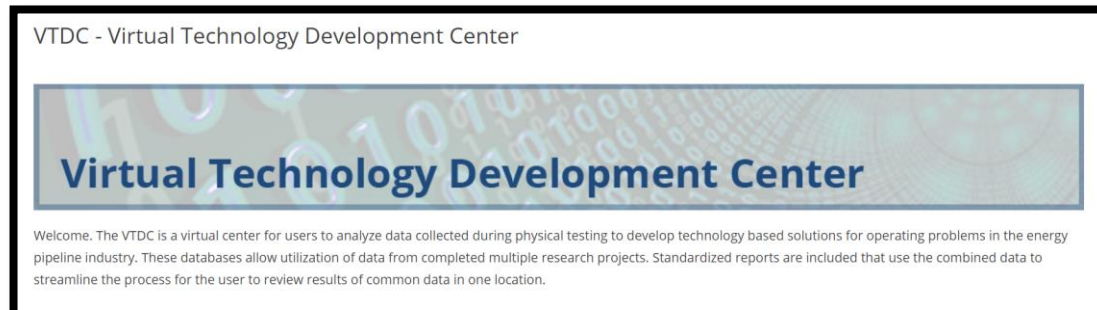 VTDC - Virtual Technology Development Center
Virtual Technology Development Center
Welcome. The VTDC is a virtual center for users to analyze data collected during physical testing to develop technology based solutions for operating problems in the energy
pipeline industry. These databases allow utilization of data from completed multiple research projects. Standardized reports are included that use the combined data to
streamline the process for the user to review results of common data in one location.